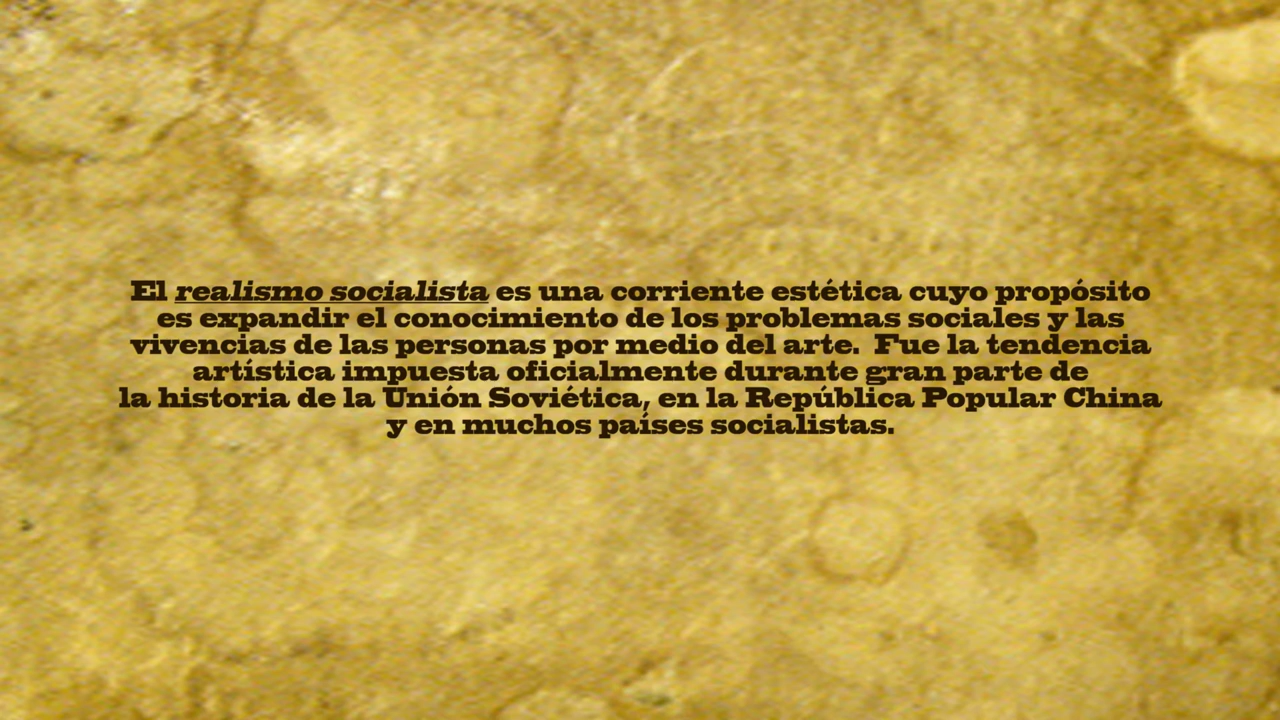 El realismo socialista es una corriente estética cuyo propósito
es expandir el conocimiento de los problemas sociales y las
vivencias de las personas por medio del arte.  Fue la tendencia
artística impuesta oficialmente durante gran parte de
la historia de la Unión Soviética, en la República Popular China
y en muchos países socialistas.